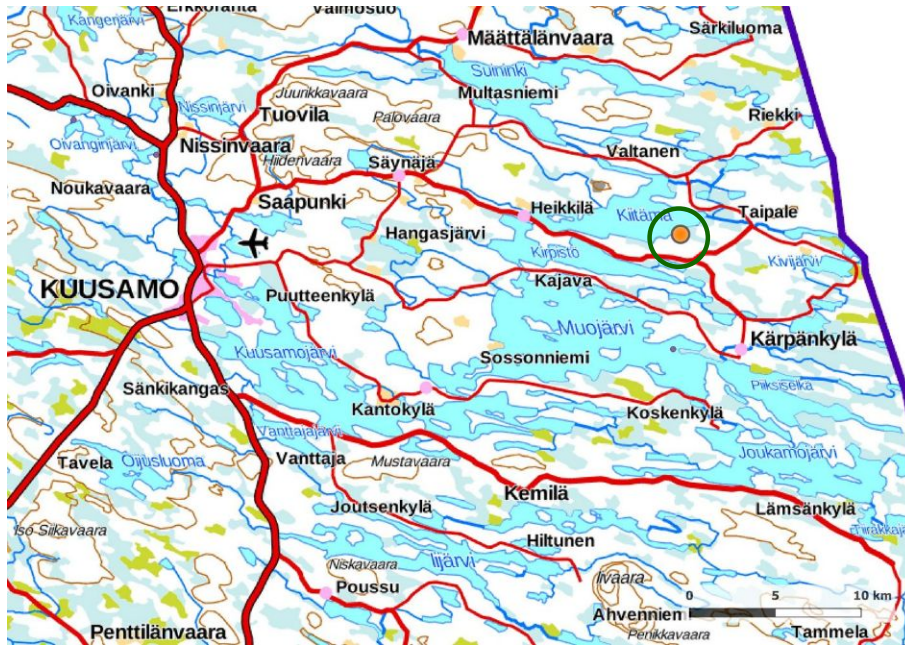 Kangerjärvi
Erkkoranta
Vaimosuo
Määttälänvaara
Särkiluoma
Suininki
Oivanki
Juurikkavaara
Multasniemi
Nissinjärvi
Tuovila
Palovaara
Riekki
Oivanginjärvi
Nissinvaara
Hiidenvaara
Säynäjä
Valtanen
Noukavaara
Saapunki
Heikkilä
Kiitämä
Taipale
Hangasjärvi
Kirpistö
Kivijärvi
KUUSAMO
Puutteenkylä
Kajava
Muojärvi
Kärpänkylä
Kuusamojärvi
Sossonniemi
Sänkikangas
Piiksiselkä
Kantokylä
Koskenkylä
Vanttajajärvi
Tavela
Oijusluoma
Vanttaja
Mustavaara
Joukamojärvi
Kemilä
Joutsenkylä
Lämsänkylä
Iso Siikavaara
Hiltunen
Iijärvi
Niskavaara
Poussu
Iivaara
0 5 10 km
Ahvennien
Penttilänvaara
Penikkavaara
Tammela